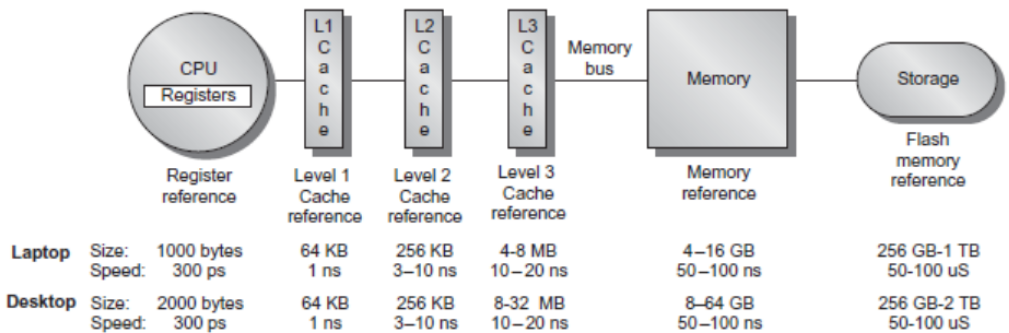 CPU
Registers
L1
Cache
L2
Cache
L3
Cache
Memory
bus
Memory
Storage
Register
reference
Level 1
Cache
reference
Level 2
Cache
reference
Level 3
Cache
reference
Memory
reference
Flash
memory
reference
Laptop Size: 1000 bytes 64 KB 256 KB 4-8 MB 4–16 GB 256 GB-1 TB
Speed: 300 ps 1 ns 3–10 ns 10–20 ns 50–100 ns 50-100 uS
Desktop Size: 2000 bytes 64 KB 256 KB 8-32 MB 8–64 GB 256 GB-2 TB
Speed: 300 ps 1 ns 3–10 ns 10–20 ns 50–100 ns 50-100 uS